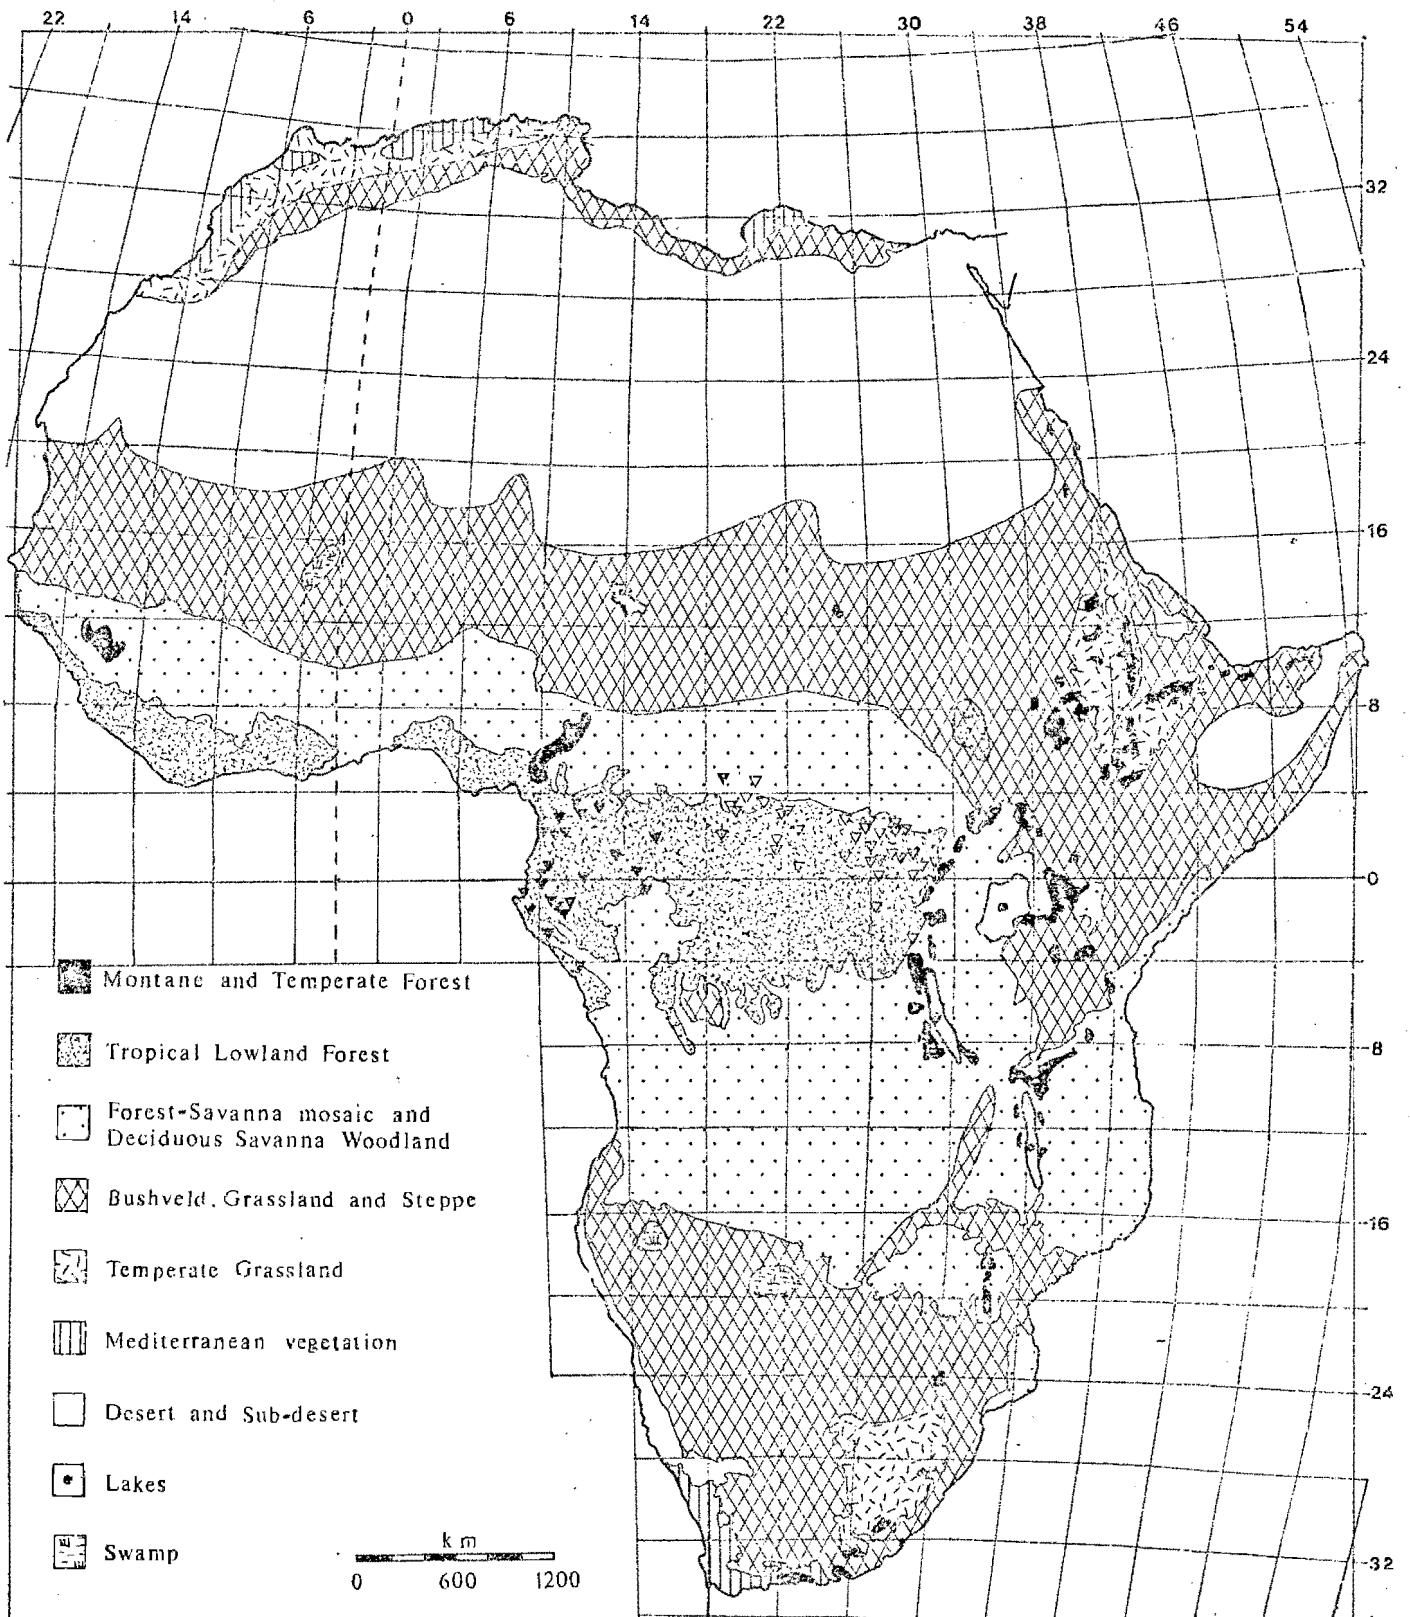 22 14 6 0 6 14 22 30 38 46 54
32
24
16
8
0
Montane and Temperate Forest
Tropical Lowland Forest
-8
Forest-Savanna mosaic and
Deciduous Savanna Woodland
Bushveld, Grassland and Steppe
-16
Temperate Grassland
Mediterranean vegetation
-24
Desert and Sub-desert
Lakes
km
Swamp
-32
0 600 1200